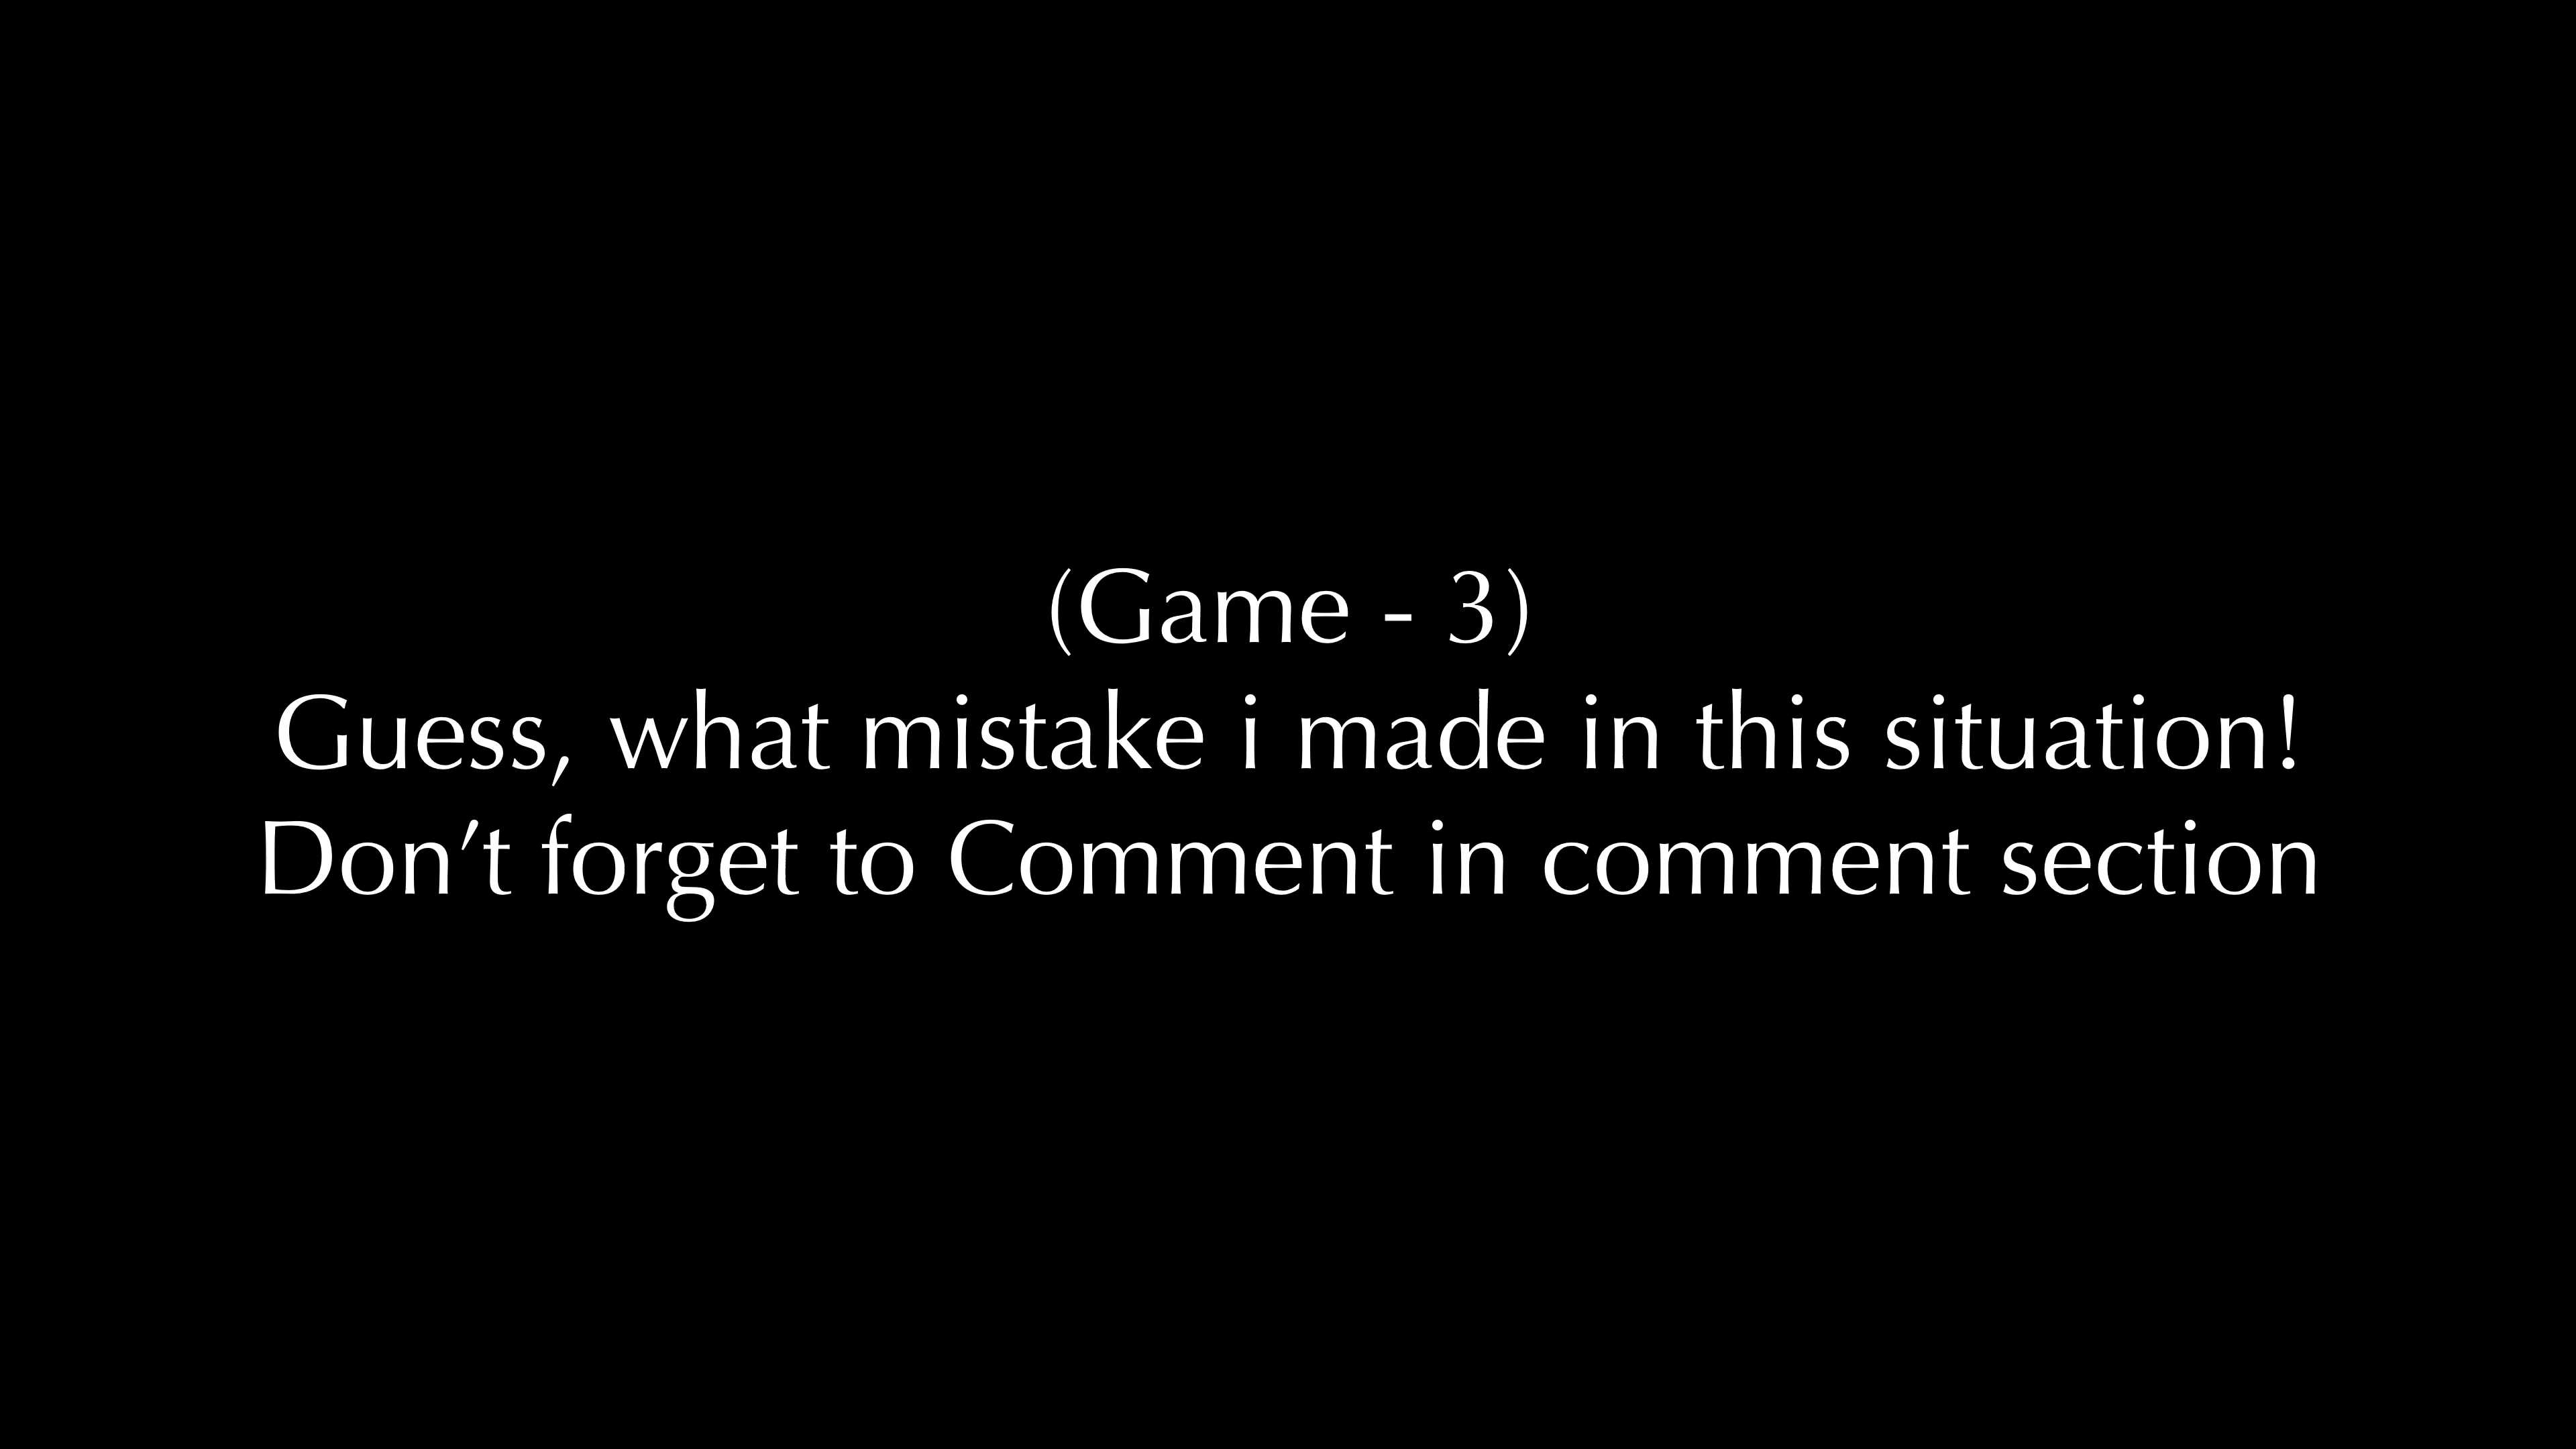 (Game - 3)
Guess, what mistake i made in this situation!
Don’t forget to Comment in comment section